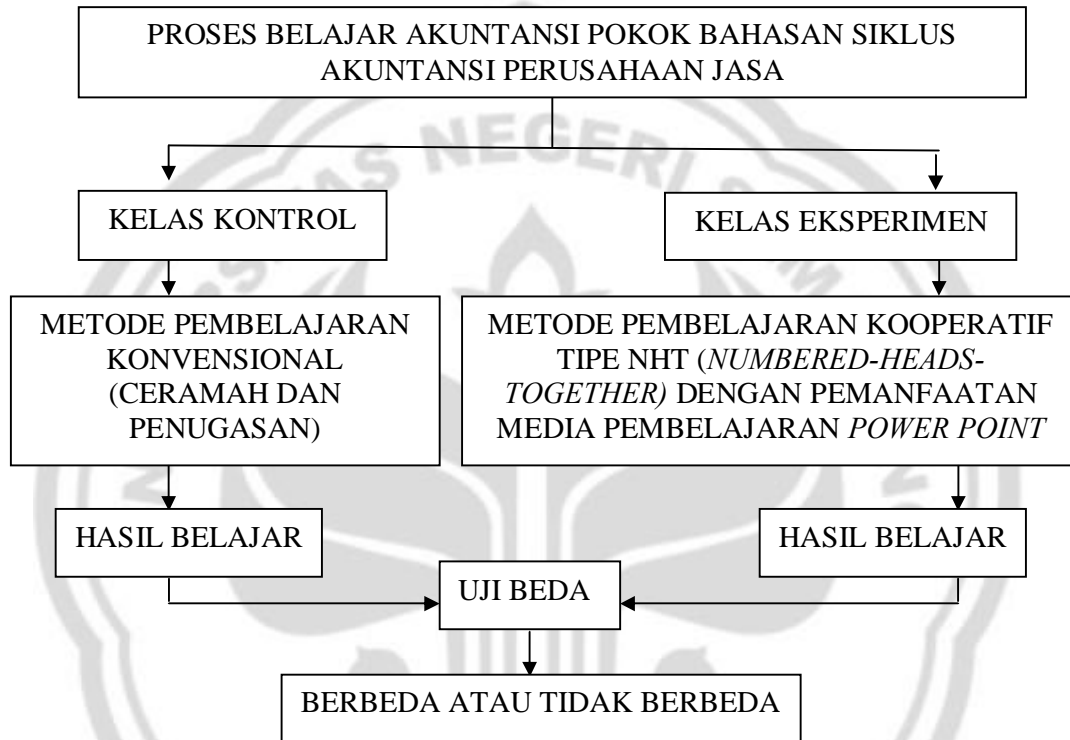 PROSES BELAJAR AKUNTANSI POKOK BAHASAN SIKLUS
AKUNTANSI PERUSAHAAN JASA
NEGERI
KELAS KONTROL
KELAS EKSPERIMEN
METODE PEMBELAJARAN
KONVENSIONAL
(CERAMAH DAN
PENUGASAN)
METODE PEMBELAJARAN KOOPERATIF
TIPE NHT (NUMBERED-HEADS-
TOGETHER) DENGAN PEMANFAATAN
MEDIA PEMBELAJARAN POWER POINT
HASIL BELAJAR
HASIL BELAJAR
UJI BEDA
BERBEDA ATAU TIDAK BERBEDA